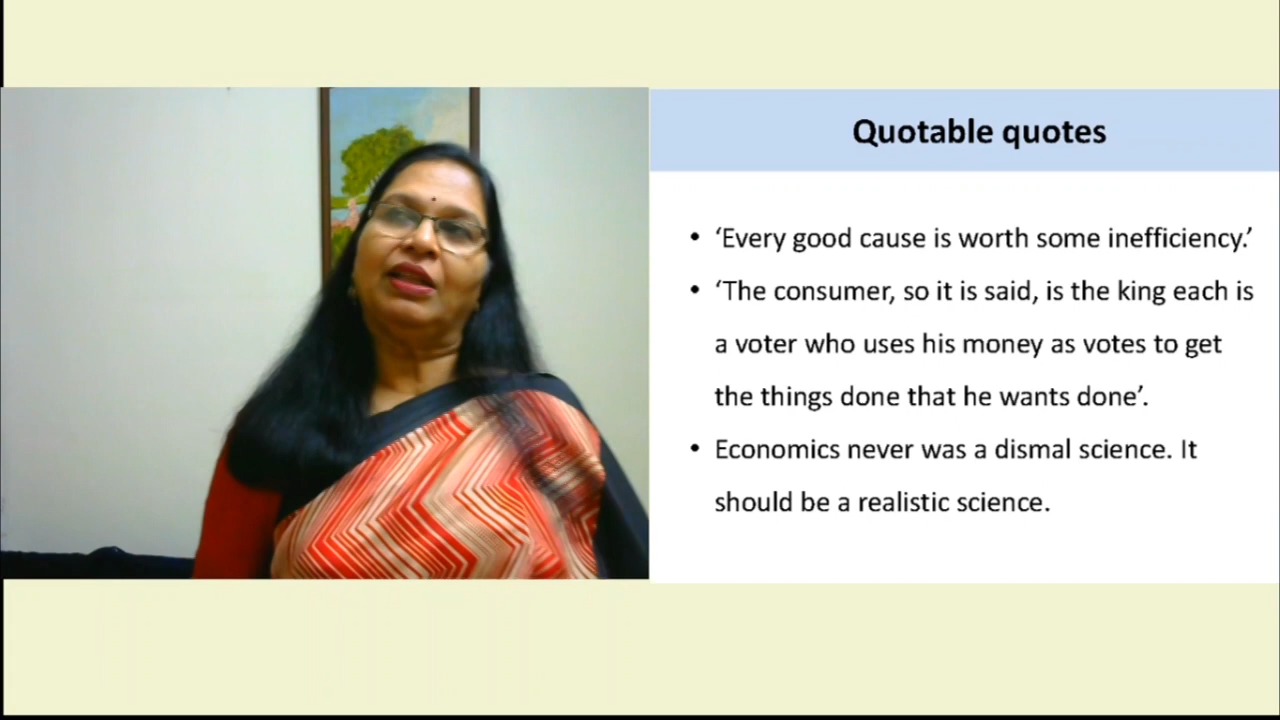 Quotable quotes
• ‘Every good cause is worth some inefficiency.’
• ‘The consumer, so it is said, is the king each is
a voter who uses his money as votes to get
the things done that he wants done’.
• Economics never was a dismal science. It
should be a realistic science.